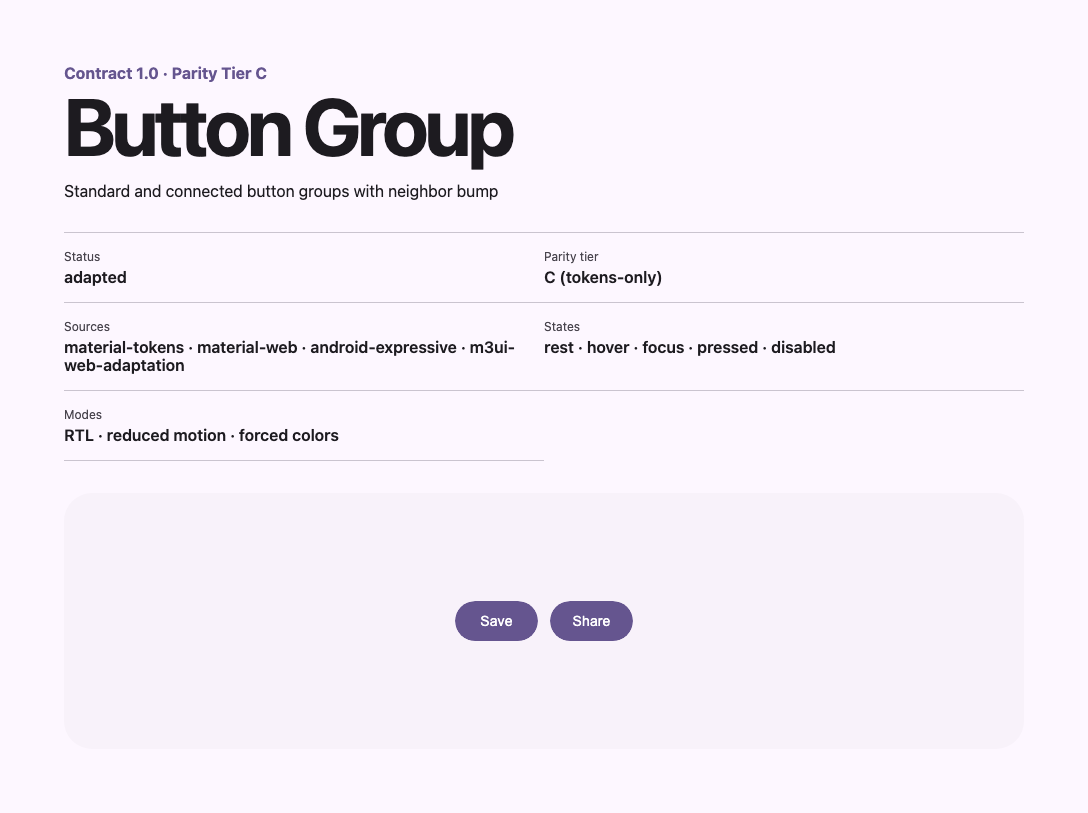 Contract 1.0 · Parity Tier C
Button Group
Standard and connected button groups with neighbor bump
Status
adapted
Parity tier
C (tokens-only)
Sources
material-tokens · material-web · android-expressive · m3ui-
web-adaptation
States
rest · hover · focus · pressed · disabled
Modes
RTL · reduced motion · forced colors
Save
Share